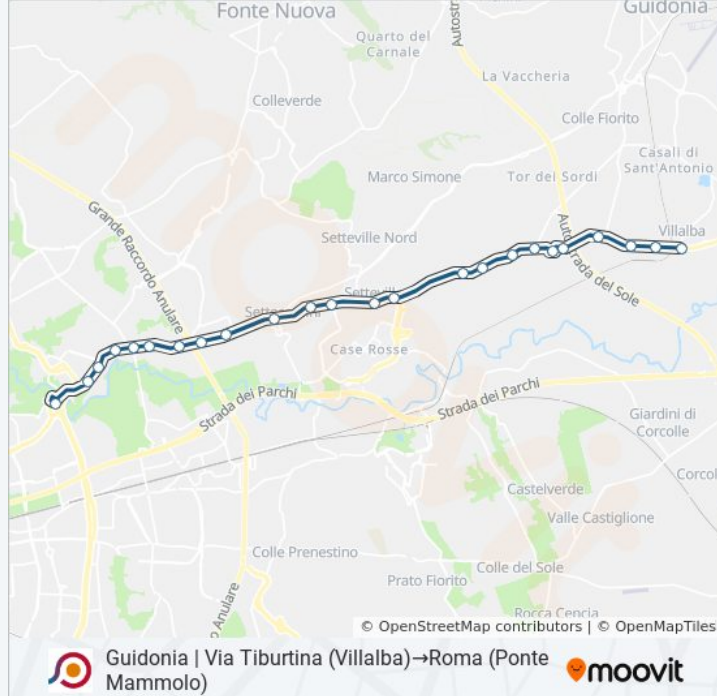 Fonte Nuova
Guidonia
Quarto del
Carnale
Autostr
La Vaccheria
Colleverde
Colle Fiorito
Casali di
Sant'Antonio
Marco Simone
Tor dei Sordi
Grande Raccordo Anulare
Setteville Nord
Villalba
Autostrada del Sole
Case Rosse
Strada dei Parchi
Strada dei Parchi
Giardini di
Corcolle
Corcol
Castelverde
Valle Castiglione
Colle Prenestino
Colle del Sole
Prato Fiorito
Rocca Cencia
o Anulare
© OpenStreetMap contributors | © OpenMapTiles
Guidonia | Via Tiburtina (Villalba)→Roma (Ponte
Mammolo)
moovit